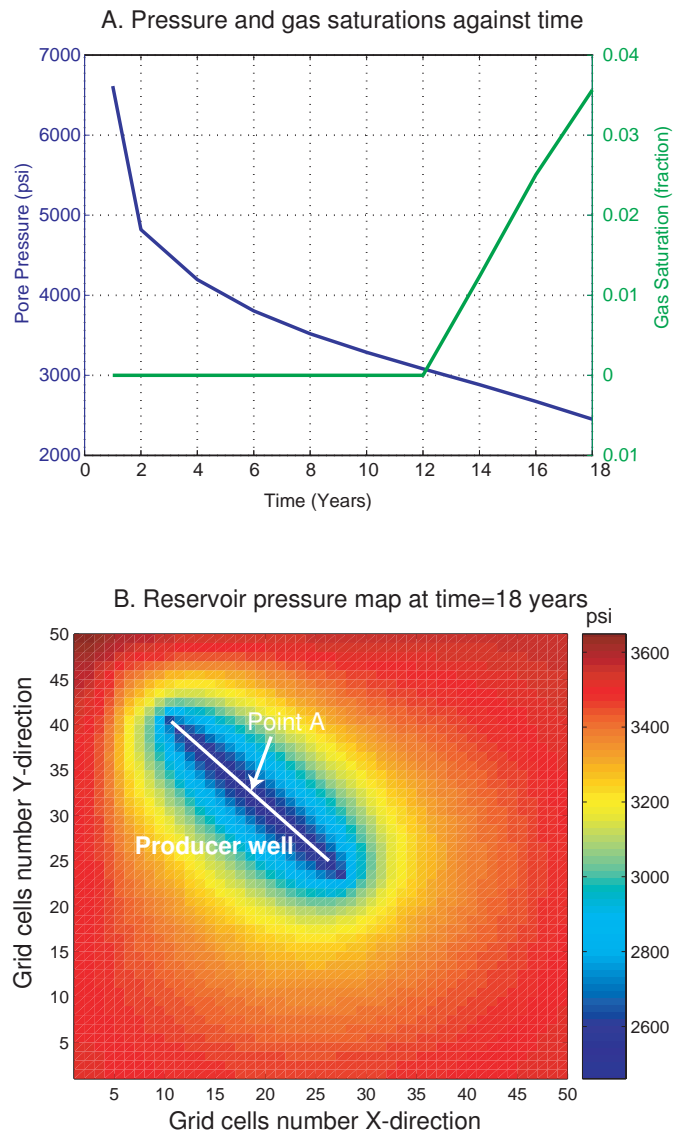 A. Pressure and gas saturations against time
7000
6000
5000
4000
3000
2000
Pore Pressure (psi)
0.04
0.03
0.02
0.01
0
0.01
Gas Saturation (fraction)
0 2 4 6 8 10 12 14 16 18
Time (Years)
B. Reservoir pressure map at time=18 years
psi
50
45
40
35
30
25
20
15
10
5
Grid cells number Y-direction
Point A
Producer well
3600
3400
3200
3000
2800
2600
5 10 15 20 25 30 35 40 45 50
Grid cells number X-direction